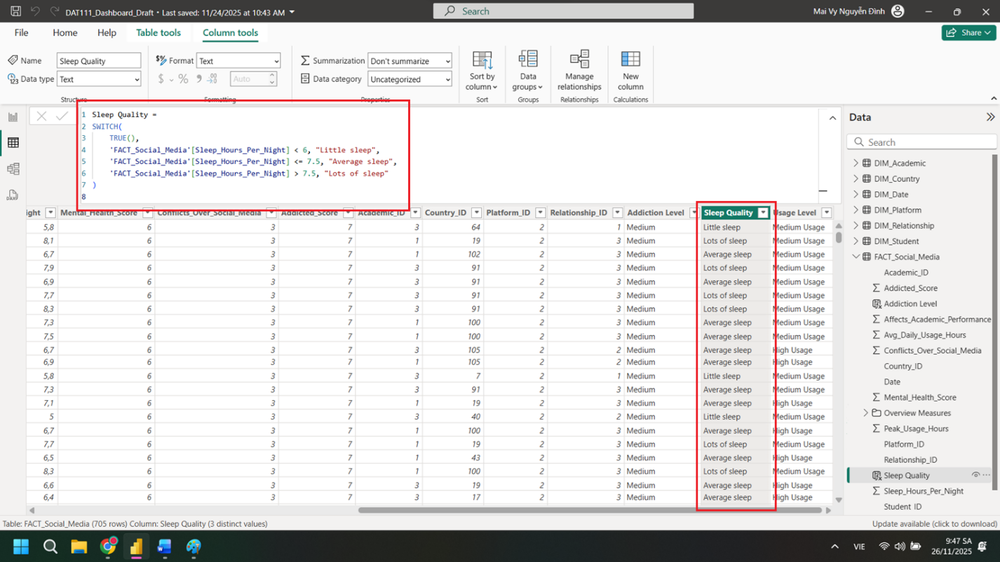 DAT111_Dashboard_Draft • Last saved: 11/24/2025 at 10:43 AM
Search
Mai Vy Nguyễn Đình
File Home Help Table tools Column tools
Share
Name Sleep Quality
Data type Text
Structure
Format Text
$ % Auto
Formatting
Summarization Don't summarize
Data category Uncategorized
Properties
Sort by column
Sort
Data groups
Groups
Manage relationships
Relationships
New column
Calculations
1 Sleep Quality =
2 SWITCH(
3 TRUE(),
4 'FACT_Social_Media'[Sleep_Hours_Per_Night] < 6, "Little sleep",
5 'FACT_Social_Media'[Sleep_Hours_Per_Night] <= 7.5, "Average sleep",
6 'FACT_Social_Media'[Sleep_Hours_Per_Night] > 7.5, "Lots of sleep"
7 )
8
ight Mental_Health_Score Conflicts_Over_Social_Media Addicted_Score Academic_ID Country_ID Platform_ID Relationship_ID Addiction Level Sleep Quality Usage Level
5,8 6 3 7 3 64 2 1 Medium Little sleep Medium Usage
8,1 6 3 7 1 19 2 3 Medium Lots of sleep Medium Usage
6,7 6 3 7 1 102 2 3 Medium Average sleep Medium Usage
7,9 6 3 7 3 91 2 3 Medium Lots of sleep Medium Usage
6,9 6 3 7 3 91 2 3 Medium Average sleep Medium Usage
7,7 6 3 7 3 91 2 3 Medium Lots of sleep Medium Usage
8,3 6 3 7 3 91 2 3 Medium Lots of sleep Medium Usage
7,3 6 3 7 1 100 2 3 Medium Average sleep Medium Usage
7,5 6 3 7 1 100 2 3 Medium Average sleep Medium Usage
6,7 6 3 7 3 105 2 2 Medium Average sleep High Usage
6,9 6 3 7 1 105 2 2 Medium Average sleep High Usage
5,8 6 3 7 3 7 2 1 Medium Little sleep Medium Usage
7,3 6 3 7 3 91 2 3 Medium Average sleep Medium Usage
7,1 6 3 7 1 19 2 3 Medium Average sleep High Usage
5 6 3 7 3 40 2 2 Medium Little sleep Medium Usage
6,7 6 3 7 1 100 2 3 Medium Average sleep High Usage
7,7 6 3 7 1 19 2 3 Medium Lots of sleep Medium Usage
6,5 6 3 7 1 43 2 3 Medium Average sleep High Usage
8,3 6 3 7 1 100 2 3 Medium Lots of sleep Medium Usage
6,6 6 3 7 3 19 2 3 Medium Average sleep High Usage
6,4 6 3 7 3 17 2 3 Medium Average sleep High Usage
Data
Search
DIM_Academic
DIM_Country
DIM_Date
DIM_Platform
DIM_Relationship
DIM_Student
FACT_Social_Media
Academic_ID
Addicted_Score
Addiction Level
Affects_Academic_Performance
Avg_Daily_Usage_Hours
Conflicts_Over_Social_Media
Country_ID
Date
Mental_Health_Score
Overview Measures
Peak_Usage_Hours
Platform_ID
Relationship_ID
Sleep Quality
Sleep_Hours_Per_Night
Student_ID
Table: FACT_Social_Media (705 rows) Column: Sleep Quality (3 distinct values)
Update available (click to download)
VIE
9:47 SA
26/11/2025